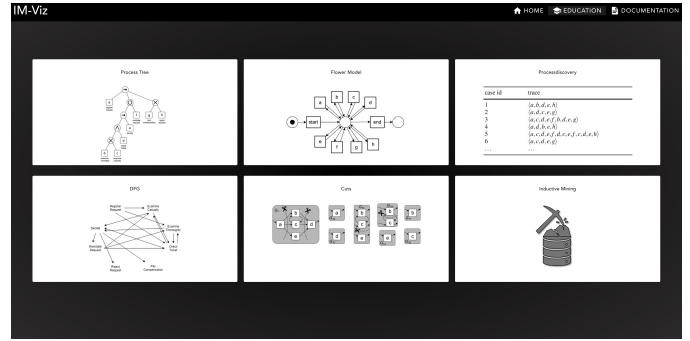 IM-Viz
HOME EDUCATION DOCUMENTATION
Process Tree
Flower Model
a b c d
start end
e f g h
Processdiscovery
case id trace
1 ⟨a,b,d,e,h⟩
2 ⟨a,d,c,e,g⟩
3 ⟨a,c,d,e,f,b,d,e,g⟩
4 ⟨a,d,b,e,h⟩
5 ⟨a,c,d,e,f,d,c,e,f,c,d,e,h⟩
6 ⟨a,c,d,e,g⟩
... ...
DFG
Register
Request
Examine
Casually
Decide
Examine
Thoroughly
Reinitiate
Request
Check
Ticket
Reject
Request
Pay
Compensation
Cuts
Inductive Mining